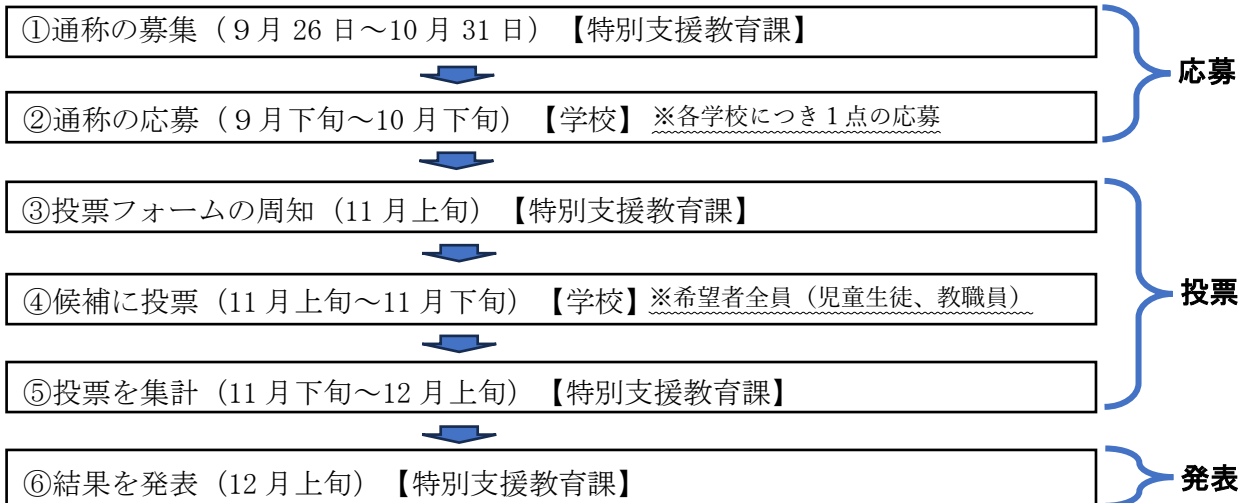 ①通称の募集（９月 26 日～10 月 31 日）【特別支援教育課】
②通称の応募（９月下旬～10 月下旬）【学校】※各学校につき１点の応募
応募
③投票フォームの周知（11 月上旬）【特別支援教育課】
④候補に投票（11 月上旬～11 月下旬）【学校】※希望者全員（児童生徒、教職員）
⑤投票を集計（11 月下旬～12 月上旬）【特別支援教育課】
投票
⑥結果を発表（12 月上旬）【特別支援教育課】
発表